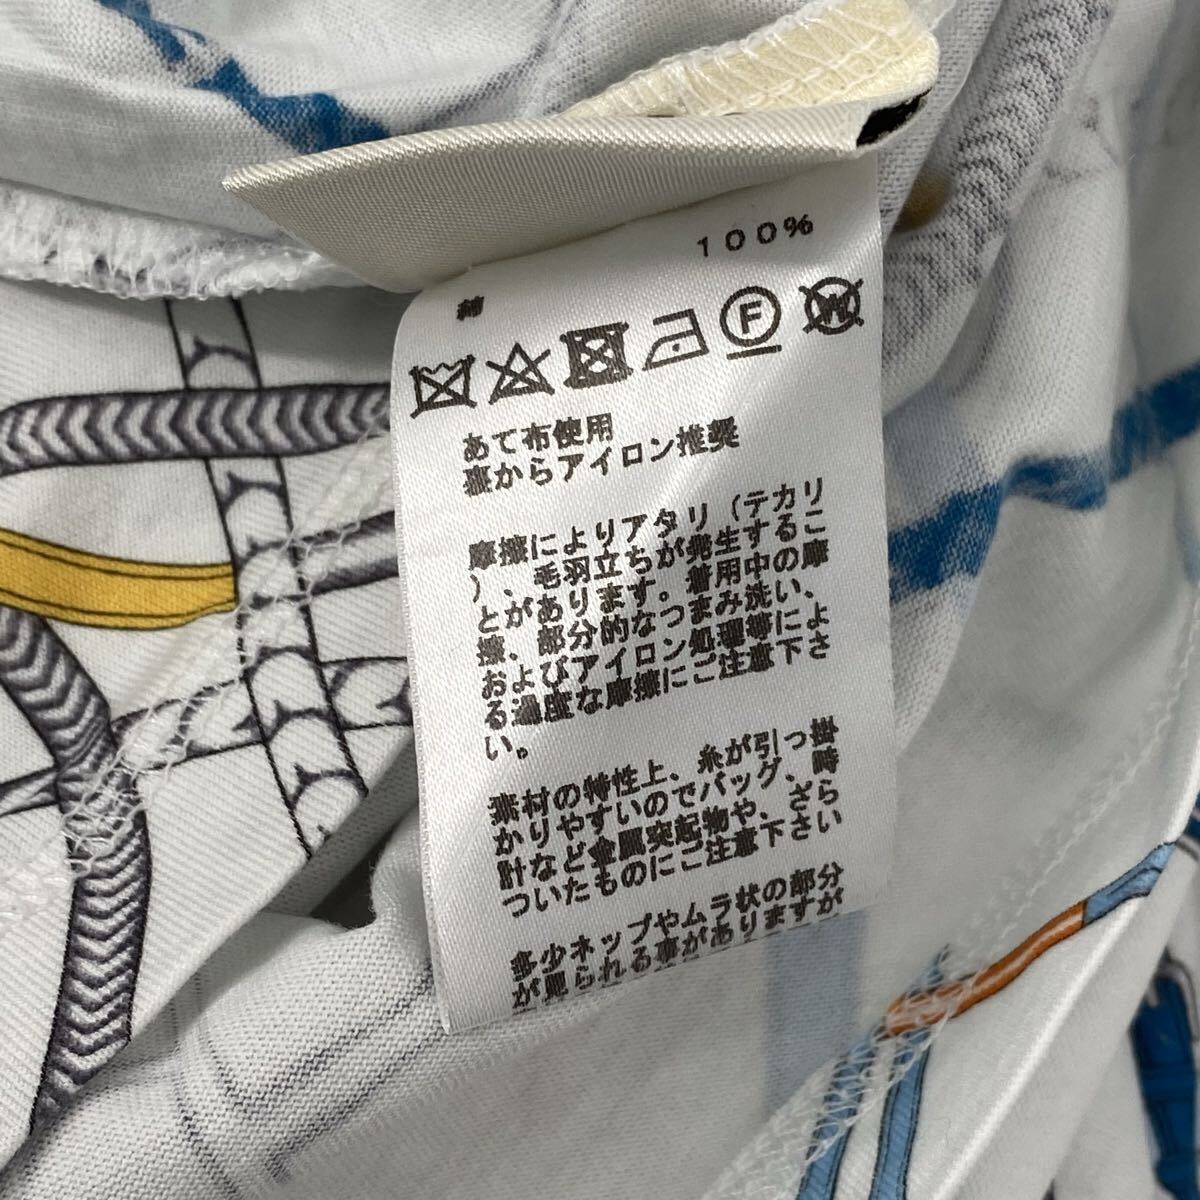 綿
100%
F
W
あて布使用
裏からアイロン推奨
摩擦によりアタリ(テカリ
)、毛羽立ちが発生するこ
とがあります。着用中の摩
擦、部分的なつまみ洗い、
およびアイロン処理等によ
る過度な摩擦にご注意下さ
い。
素材の特性上、糸が引っ掛
かりやすいのでバッグ、時
計など金属突起物や、ざら
ついたものにご注意下さい
多少ネップやムラ状の部分
が見られる事がありますが